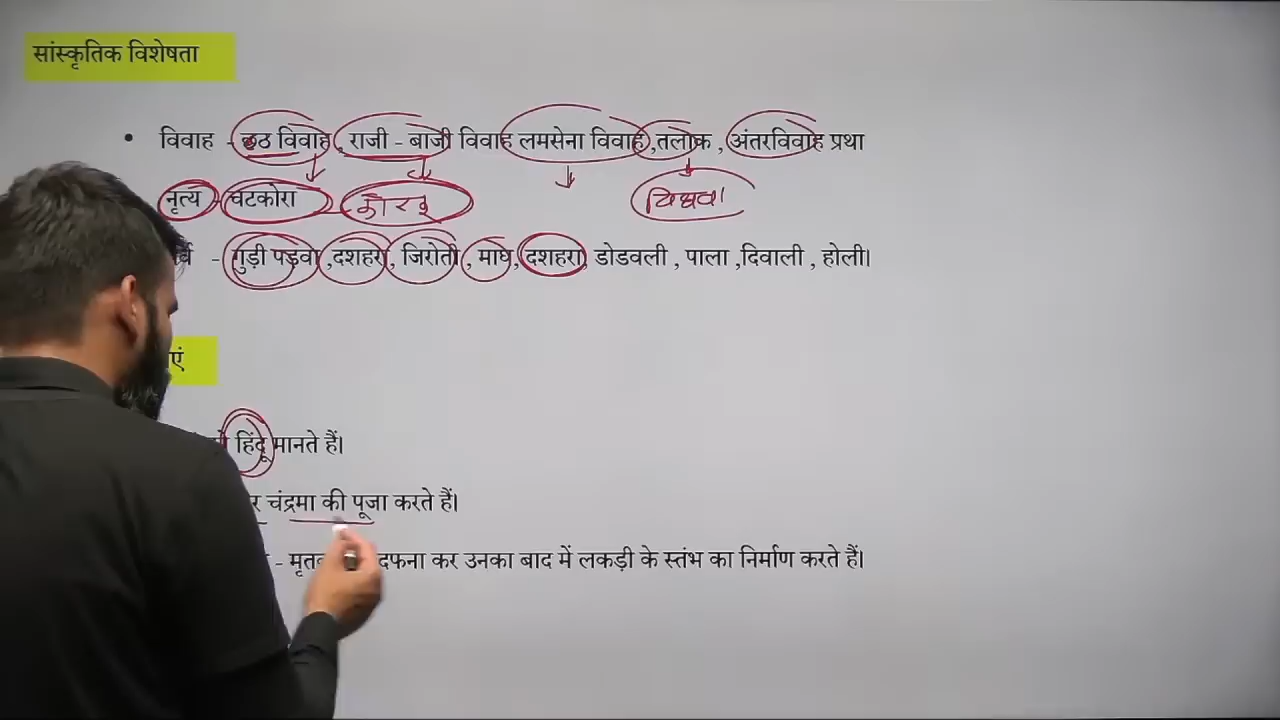 सांस्कृतिक विशेषता
• विवाह - विवाह , राजी - बाजी विवाह लमसेना विवाह ,तलाक , अंतरविवाह प्रथा
नृत्य - चटकोरा
विधवा
- गुड़ी पड़वा ,दशहरा , जिरोती , माघ, दशहरा, डोडवली , पाला ,दिवाली , होली।
हिंदू मानते हैं।
चंद्रमा की पूजा करते हैं।
- दफना कर उनका बाद में लकड़ी के स्तंभ का निर्माण करते हैं।